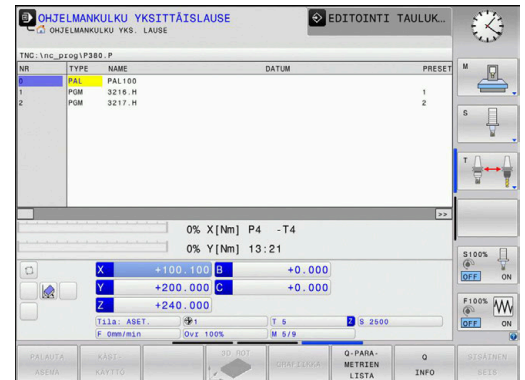 OHJELMANKULKU YKSITTÄISLAUSE
OHJELMANKULKU YKS. LAUSE
EDITOINTI TAULUK…
TNC:\nc_prog\P380.P
NR TYPE NAME DATUM PRESET
0 PAL PAL100
1 PGM 3216.H 1
2 PGM 3217.H 2
>>
0% X[Nm] P4 -T4
0% Y[Nm] 13:21
X +100.100 B +0.000
Y +200.000 C +0.000
Z +240.000
Tila: ASET. 1 T 5 Z S 2500
F 0mm/min Ovr 100% M 5/9
M
S
T
S100%
OFF ON
F100%
OFF ON
PALAUTA ASEMA
KÄSI-
KÄYTTÖ
3D ROT
GRAFIIKKA
Q-PARA-
METRIEN
LISTA
Q
INFO
SISÄINEN
SEIS